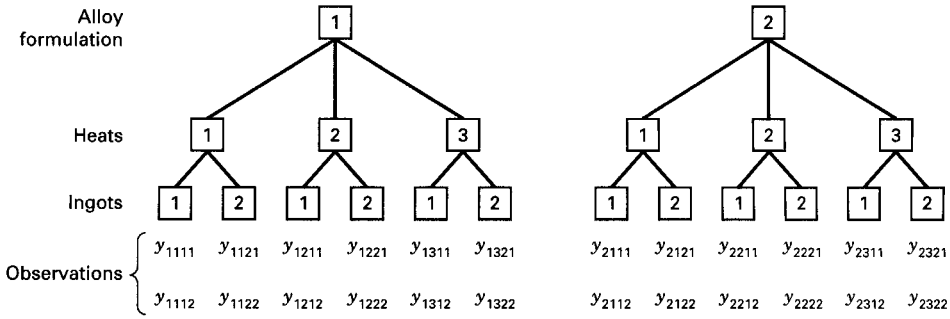 Alloy formulation 1 2
Heats 1 2 3 1 2 3
Ingots 1 2 1 2 1 2 1 2 1 2 1 2
y1111 y1121 y1211 y1221 y1311 y1321 y2111 y2121 y2211 y2221 y2311 y2321
Observations
y1112 y1122 y1212 y1222 y1312 y1322 y2112 y2122 y2212 y2222 y2312 y2322